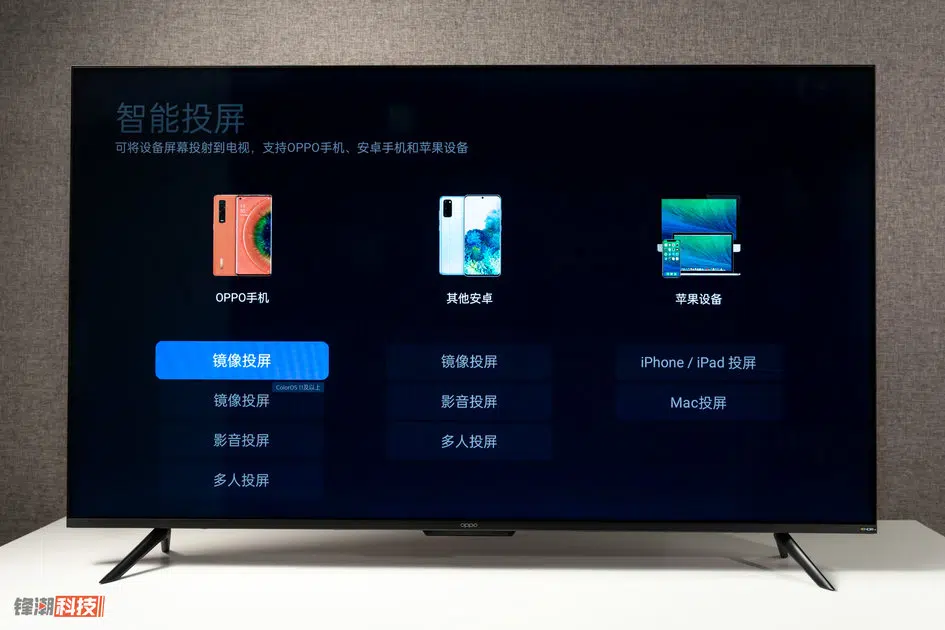 智能投屏
可将设备屏幕投射到电视，支持OPPO手机、安卓手机和苹果设备
OPPO手机
其他安卓
苹果设备
镜像投屏
镜像投屏
iPhone / iPad 投屏
ColorOS 11及以上
镜像投屏
影音投屏
Mac投屏
影音投屏
多人投屏
多人投屏
oppo
锋潮科技